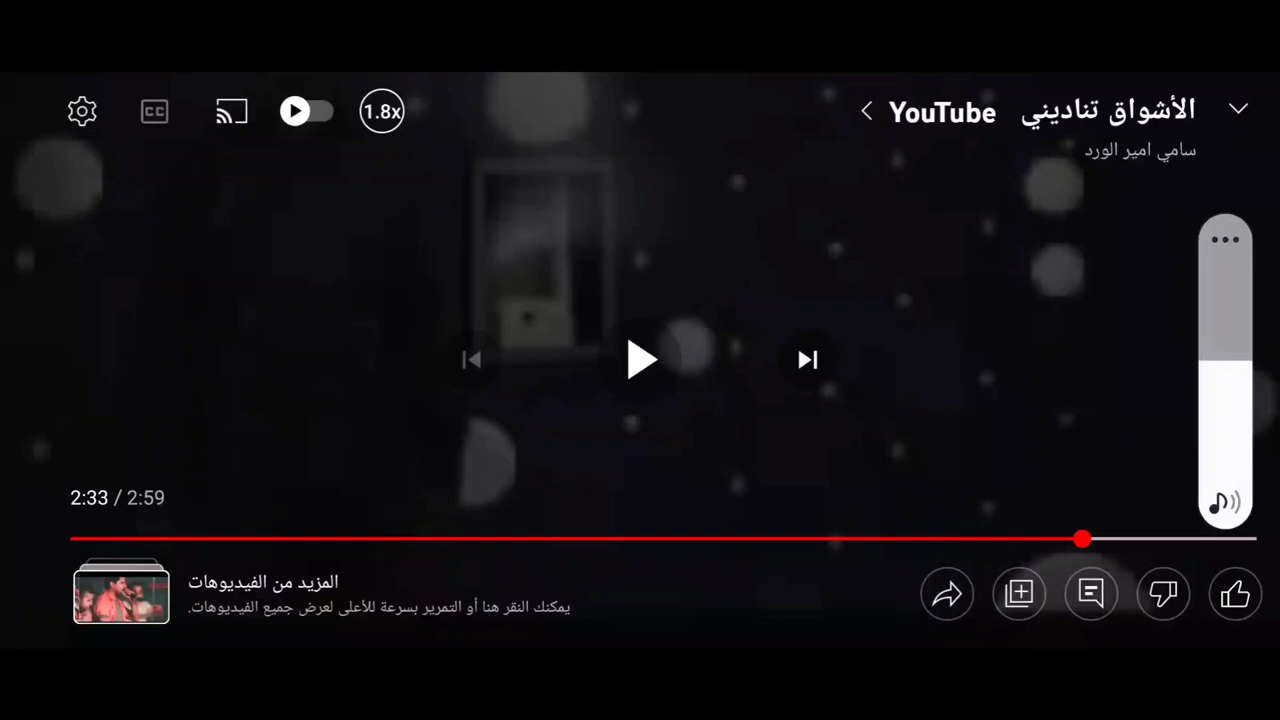 الأشواق تناديني YouTube
سامي امير الورد
1.8x
CC
2:33 / 2:59
المزيد من الفيديوهات
يمكنك النقر هنا أو التمرير بسرعة للأعلى لعرض جميع الفيديوهات.